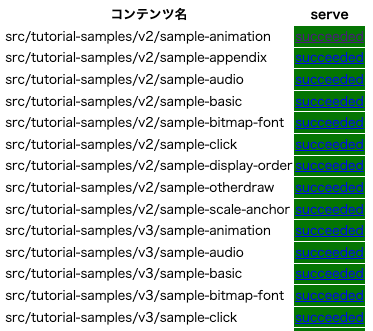 コンテンツ名 serve
src/tutorial-samples/v2/sample-animation succeeded
src/tutorial-samples/v2/sample-appendix succeeded
src/tutorial-samples/v2/sample-audio succeeded
src/tutorial-samples/v2/sample-basic succeeded
src/tutorial-samples/v2/sample-bitmap-font succeeded
src/tutorial-samples/v2/sample-click succeeded
src/tutorial-samples/v2/sample-display-order succeeded
src/tutorial-samples/v2/sample-otherdraw succeeded
src/tutorial-samples/v2/sample-scale-anchor succeeded
src/tutorial-samples/v3/sample-animation succeeded
src/tutorial-samples/v3/sample-audio succeeded
src/tutorial-samples/v3/sample-basic succeeded
src/tutorial-samples/v3/sample-bitmap-font succeeded
src/tutorial-samples/v3/sample-click succeeded